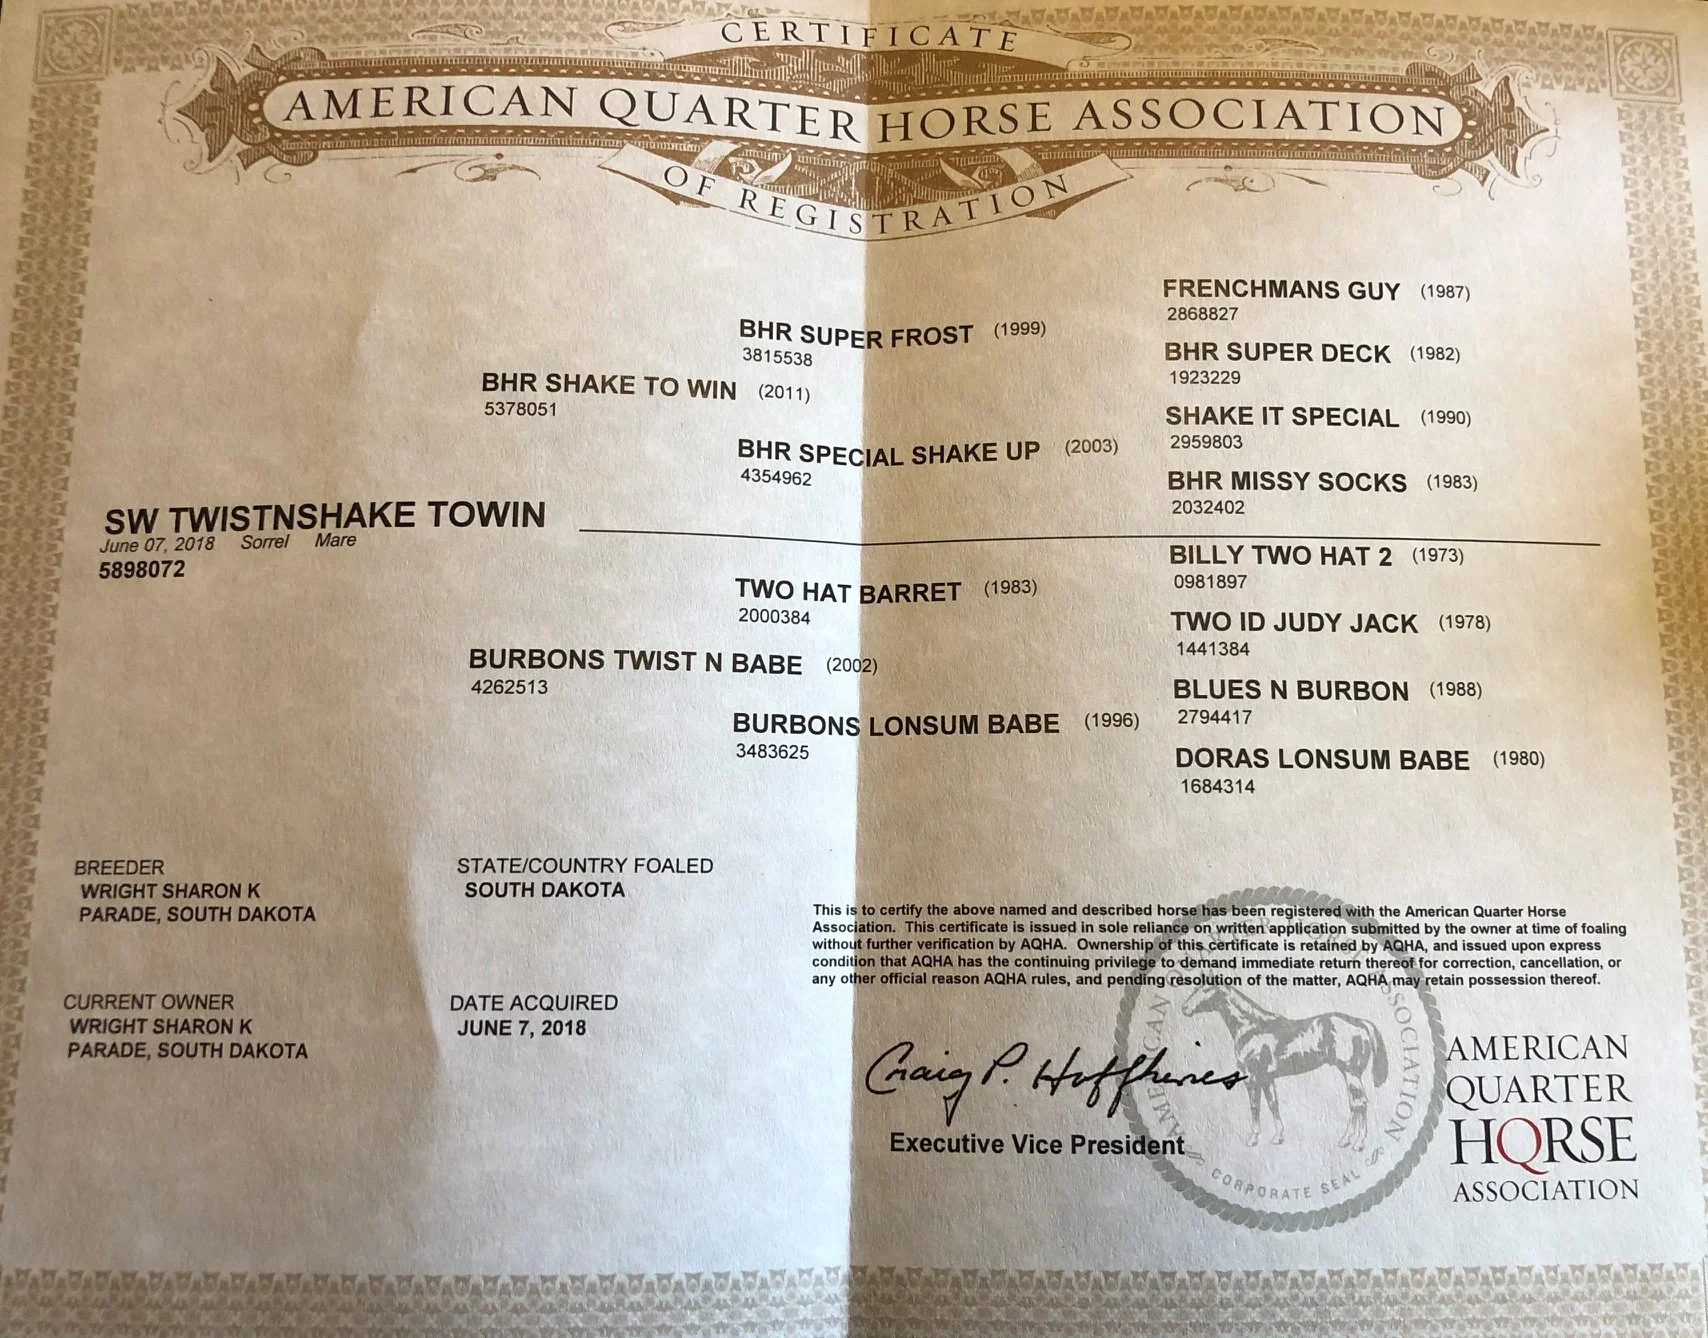 CERTIFICATE
AMERICAN QUARTER HORSE ASSOCIATION
OF REGISTRATION
FRENCHMANS GUY (1987)
2868827
BHR SUPER FROST (1999)
3815538
BHR SUPER DECK (1982)
1923229
BHR SHAKE TO WIN (2011)
5378051
SHAKE IT SPECIAL (1990)
2959803
BHR SPECIAL SHAKE UP (2003)
4354962
BHR MISSY SOCKS (1983)
2032402
SW TWISTNSHAKE TOWIN
June 07, 2018 Sorrel Mare
5898072
BILLY TWO HAT 2 (1973)
0981897
TWO HAT BARRET (1983)
2000384
TWO ID JUDY JACK (1978)
1441384
BURBONS TWIST N BABE (2002)
4262513
BLUES N BURBON (1988)
2794417
BURBONS LONSUM BABE (1996)
3483625
DORAS LONSUM BABE (1980)
1684314
BREEDER
WRIGHT SHARON K
PARADE, SOUTH DAKOTA
STATE/COUNTRY FOALED
SOUTH DAKOTA
CURRENT OWNER
WRIGHT SHARON K
PARADE, SOUTH DAKOTA
DATE ACQUIRED
JUNE 7, 2018
This is to certify the above named and described horse has been registered with the American Quarter Horse
Association. This certificate is issued in sole reliance on written application submitted by the owner at time of foaling
without further verification by AQHA. Ownership of this certificate is retained by AQHA, and issued upon express
condition that AQHA has the continuing privilege to demand immediate return thereof for correction, cancellation, or
any other official reason AQHA rules, and pending resolution of the matter, AQHA may retain possession thereof.
Craig P. Huffhines
Executive Vice President
AMERICAN QUARTER HORSE ASSOCIATION
CORPORATE SEAL
AMERICAN
QUARTER
HORSE
ASSOCIATION